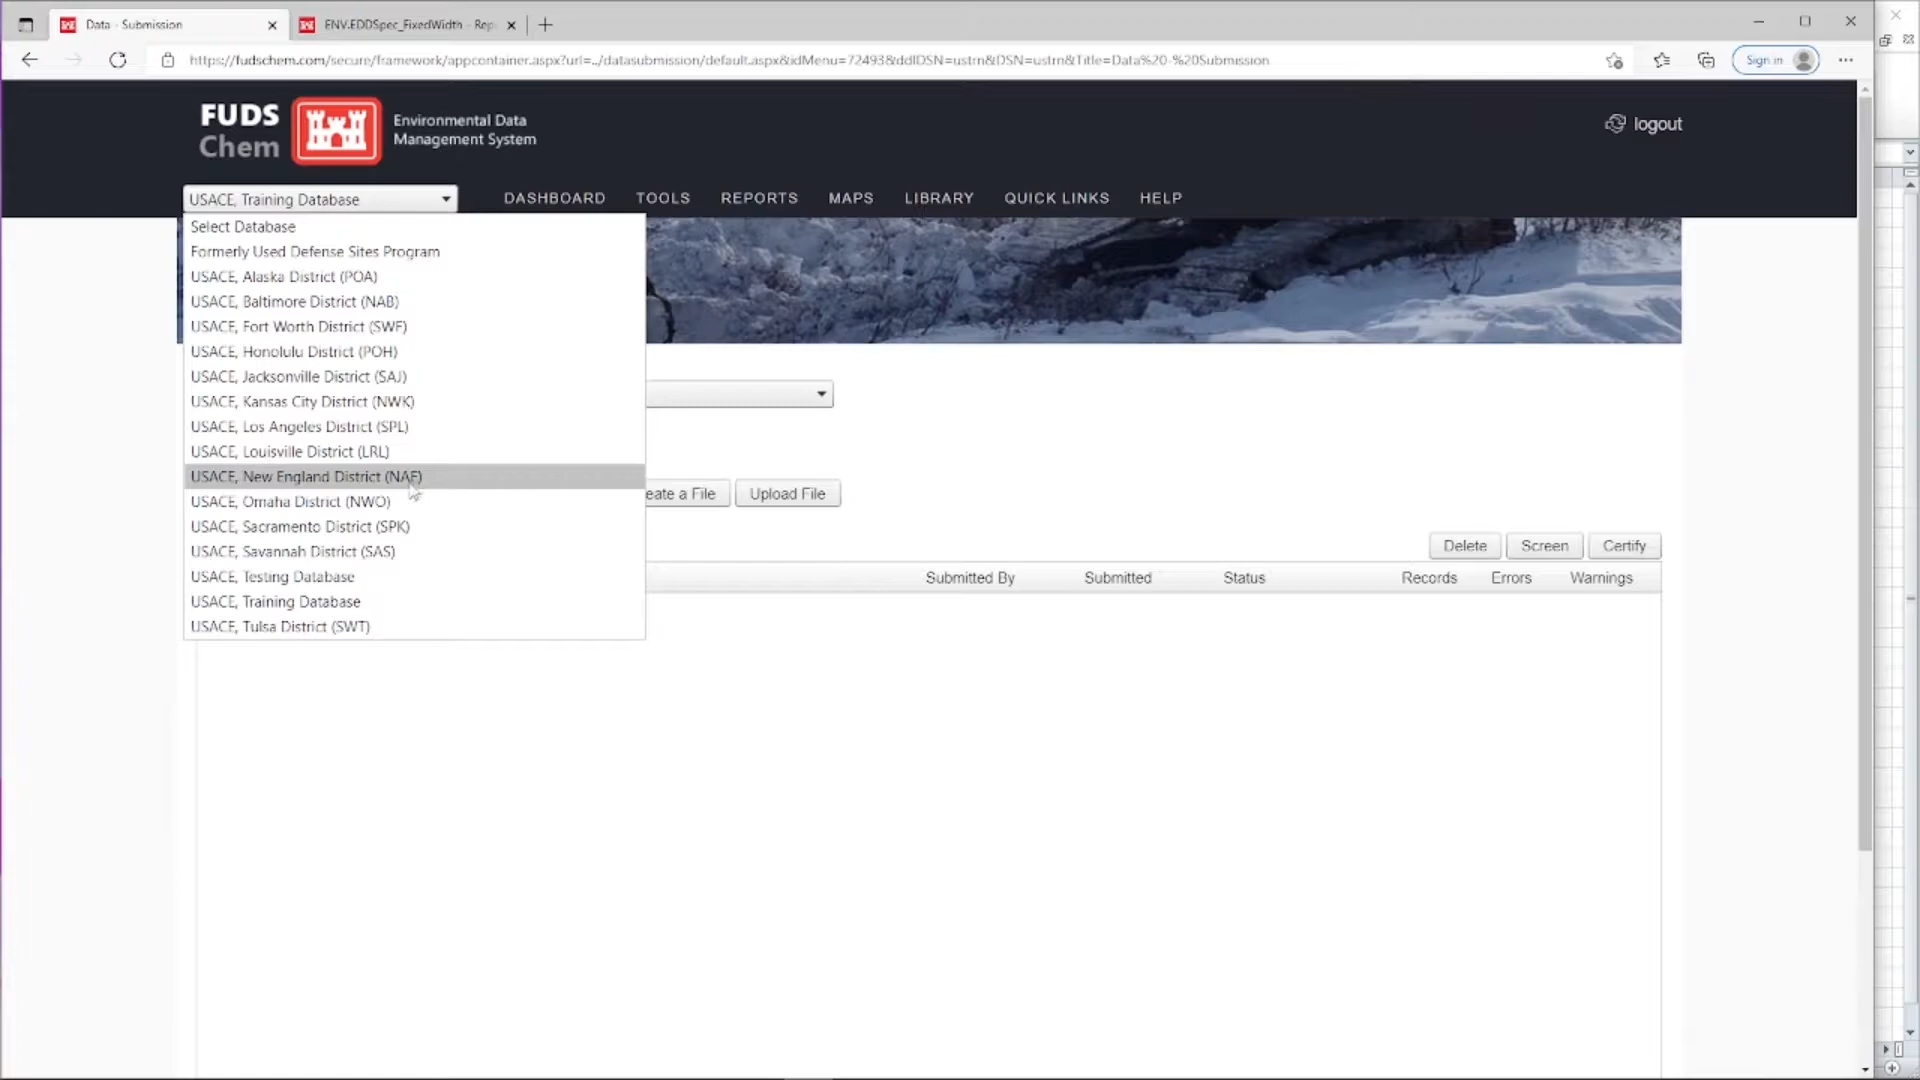 Data - Submission
ENV.EDDSpec_FixedWidth - Rep
https://fudschem.com/secure/framework/appcontainer.aspx?url=../datasubmission/default.aspx&idMenu=72493&ddlDSN=ustrn&DSN=ustrn&Title=Data%20-%20Submission
Sign in
FUDS
Chem
Environmental Data
Management System
logout
USACE, Training Database
DASHBOARD
TOOLS
REPORTS
MAPS
LIBRARY
QUICK LINKS
HELP
Select Database
Formerly Used Defense Sites Program
USACE, Alaska District (POA)
USACE, Baltimore District (NAB)
USACE, Fort Worth District (SWF)
USACE, Honolulu District (POH)
USACE, Jacksonville District (SAJ)
USACE, Kansas City District (NWK)
USACE, Los Angeles District (SPL)
USACE, Louisville District (LRL)
USACE, New England District (NAE)
USACE, Omaha District (NWO)
USACE, Sacramento District (SPK)
USACE, Savannah District (SAS)
USACE, Testing Database
USACE, Training Database
USACE, Tulsa District (SWT)
eate a File
Upload File
Delete
Screen
Certify
Submitted By
Submitted
Status
Records
Errors
Warnings